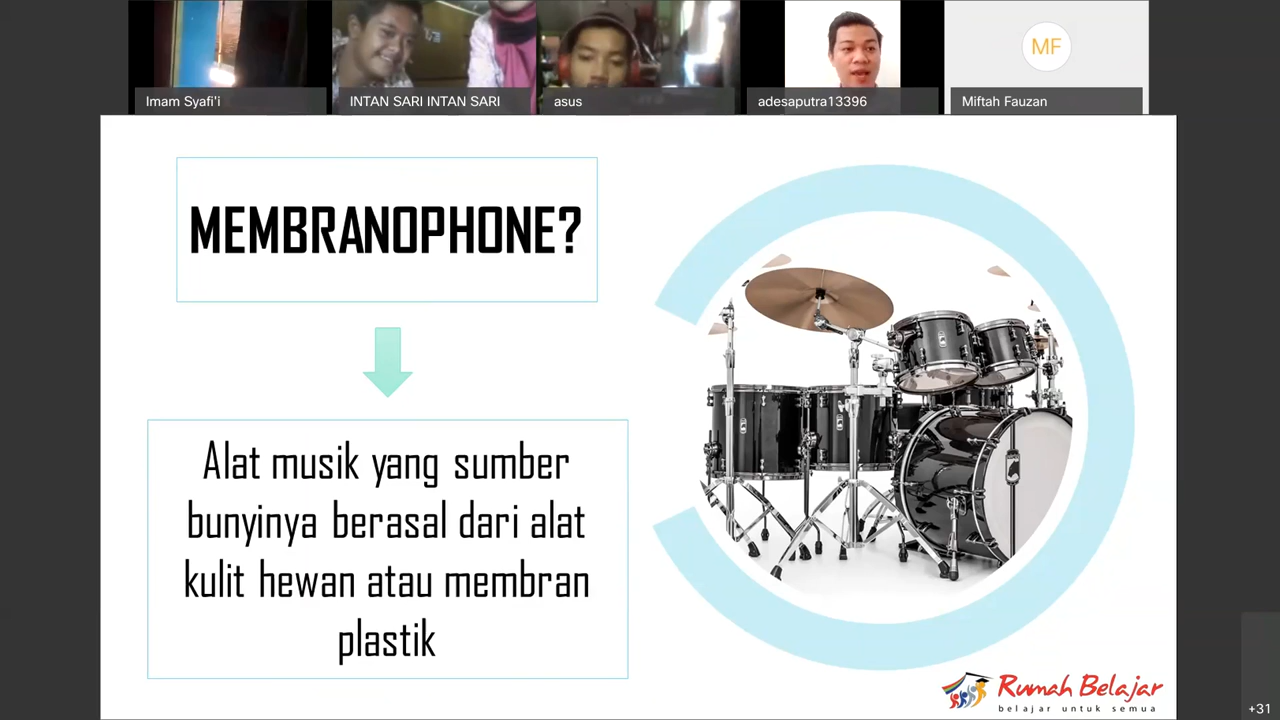 Imam Syafi'i
INTAN SARI INTAN SARI
asus
adesaputra13396
MF
Miftah Fauzan
MEMBRANOPHONE?
Alat musik yang sumber
bunyinya berasal dari alat
kulit hewan atau membran
plastik
Rumah Belajar
belajar untuk semua
+31